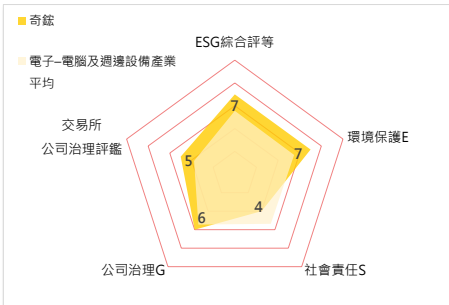 奇鋐
電子–電腦及週邊設備產業
平均
ESG綜合評等
7
環境保護E
7
社會責任S
4
公司治理G
6
交易所
公司治理評鑑
5